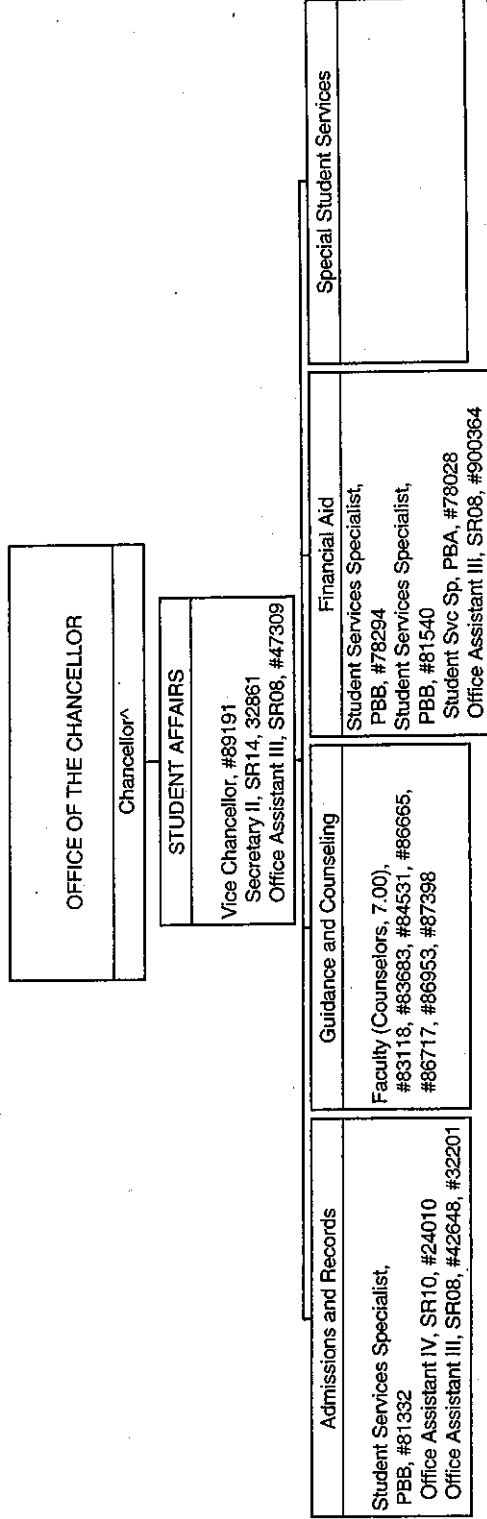 OFFICE OF THE CHANCELLOR
Chancellor^
STUDENT AFFAIRS
Vice Chancellor, #89191
Secretary II, SR14, 32861
Office Assistant III, SR08, #47309
Admissions and Records
Student Services Specialist,
PBB, #81332
Office Assistant IV, SR10, #24010
Office Assistant III, SR08, #42648, #32201
Guidance and Counseling
Faculty (Counselors, 7.00),
#83118, #83683, #84531, #86665,
#86717, #86953, #87398
Financial Aid
Student Services Specialist,
PBB, #78294
Student Services Specialist,
PBB, #81540
Student Svc Sp, PBA, #78028
Office Assistant III, SR08, #900364
Special Student Services